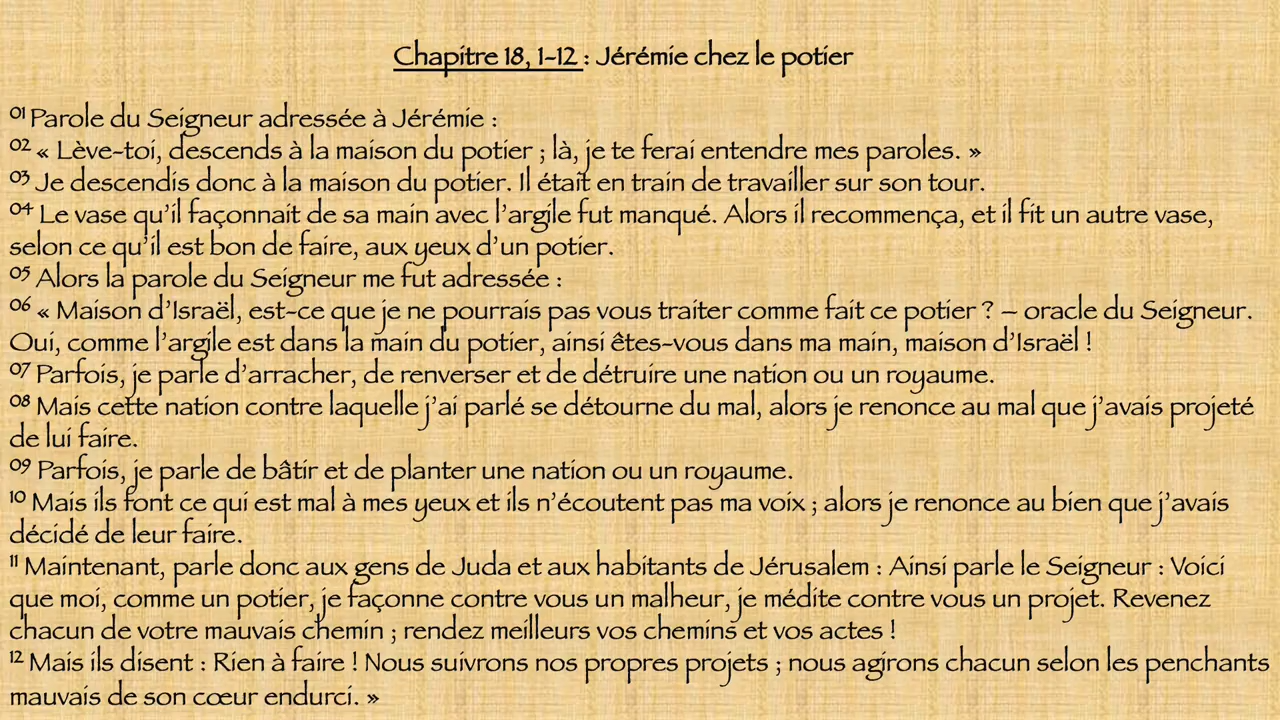 Chapitre 18, 1-12 : Jérémie chez le potier
01 Parole du Seigneur adressée à Jérémie :
02 « Lève-toi, descends à la maison du potier ; là, je te ferai entendre mes paroles. »
03 Je descendis donc à la maison du potier. Il était en train de travailler sur son tour.
04 Le vase qu’il façonnait de sa main avec l’argile fut manqué. Alors il recommença, et il fit un autre vase,
selon ce qu’il est bon de faire, aux yeux d’un potier.
05 Alors la parole du Seigneur me fut adressée :
06 « Maison d’Israël, est-ce que je ne pourrais pas vous traiter comme fait ce potier ? – oracle du Seigneur.
Oui, comme l’argile est dans la main du potier, ainsi êtes-vous dans ma main, maison d’Israël !
07 Parfois, je parle d’arracher, de renverser et de détruire une nation ou un royaume.
08 Mais cette nation contre laquelle j’ai parlé se détourne du mal, alors je renonce au mal que j’avais projeté
de lui faire.
09 Parfois, je parle de bâtir et de planter une nation ou un royaume.
10 Mais ils font ce qui est mal à mes yeux et ils n’écoutent pas ma voix ; alors je renonce au bien que j’avais
décidé de leur faire.
11 Maintenant, parle donc aux gens de Juda et aux habitants de Jérusalem : Ainsi parle le Seigneur : Voici
que moi, comme un potier, je façonne contre vous un malheur, je médite contre vous un projet. Revenez
chacun de votre mauvais chemin ; rendez meilleurs vos chemins et vos actes !
12 Mais ils disent : Rien à faire ! Nous suivrons nos propres projets ; nous agirons chacun selon les penchants
mauvais de son cœur endurci. »